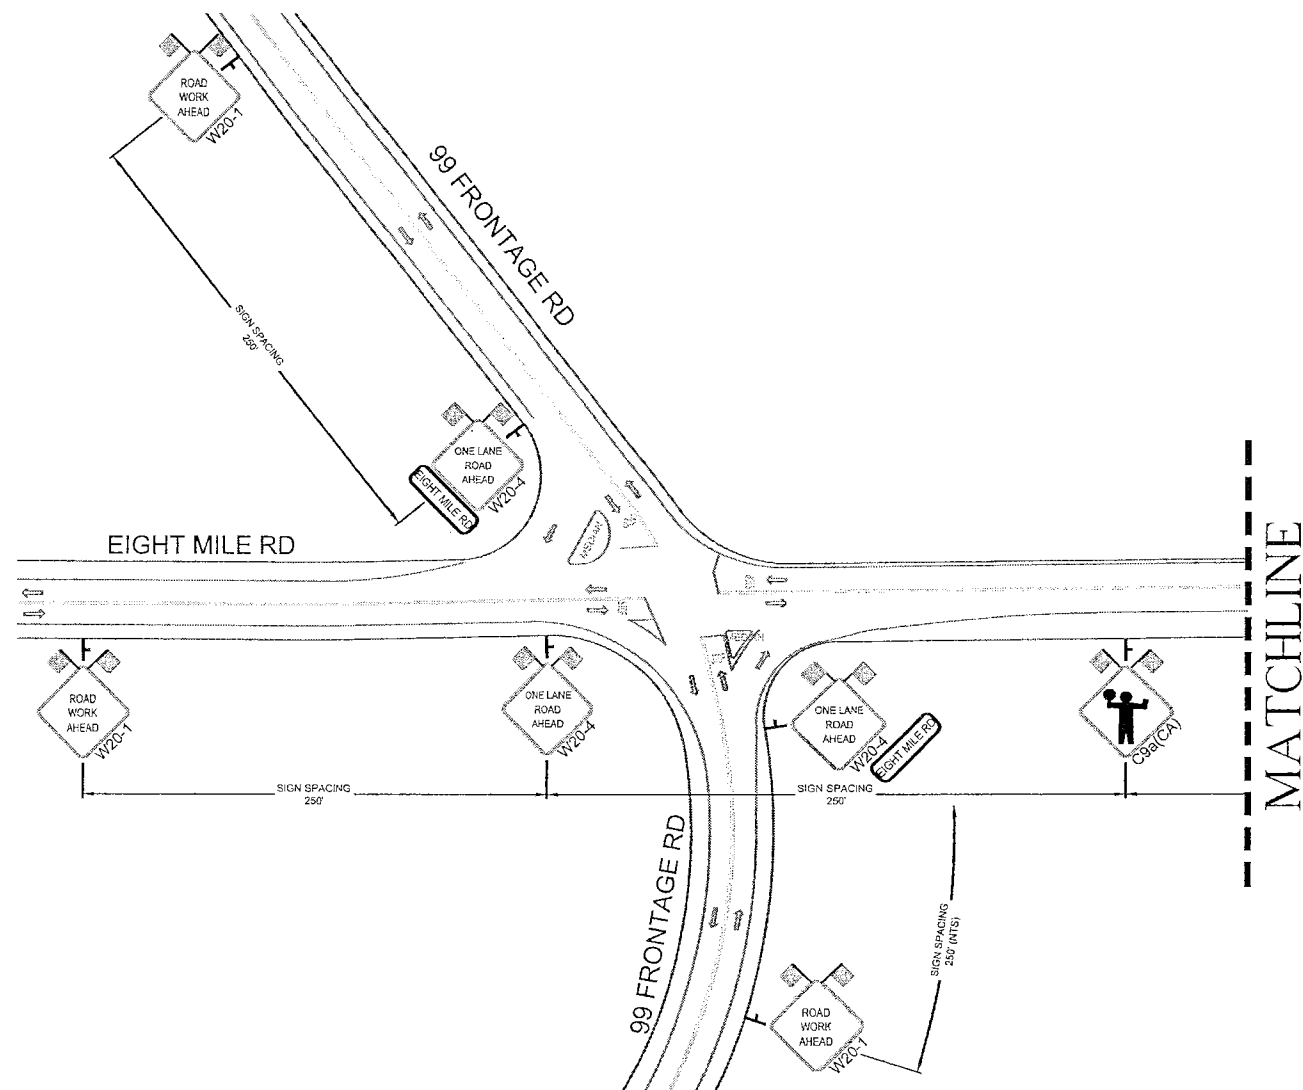 ROAD
WORK
AHEAD
W20-1
99 FRONTAGE RD
SIGN SPACING
250'
ONE LANE
ROAD
AHEAD
W20-4
EIGHT MILE RD
EIGHT MILE RD
MEDIAN
ROAD
WORK
AHEAD
W20-1
ONE LANE
ROAD
AHEAD
W20-4
ONE LANE
ROAD
AHEAD
W20-4
EIGHT MILE RD
C9a(CA)
MATCHLINE
SIGN SPACING
250'
SIGN SPACING
250'
99 FRONTAGE RD
SIGN SPACING
250' (NTS)
ROAD
WORK
AHEAD
W20-1